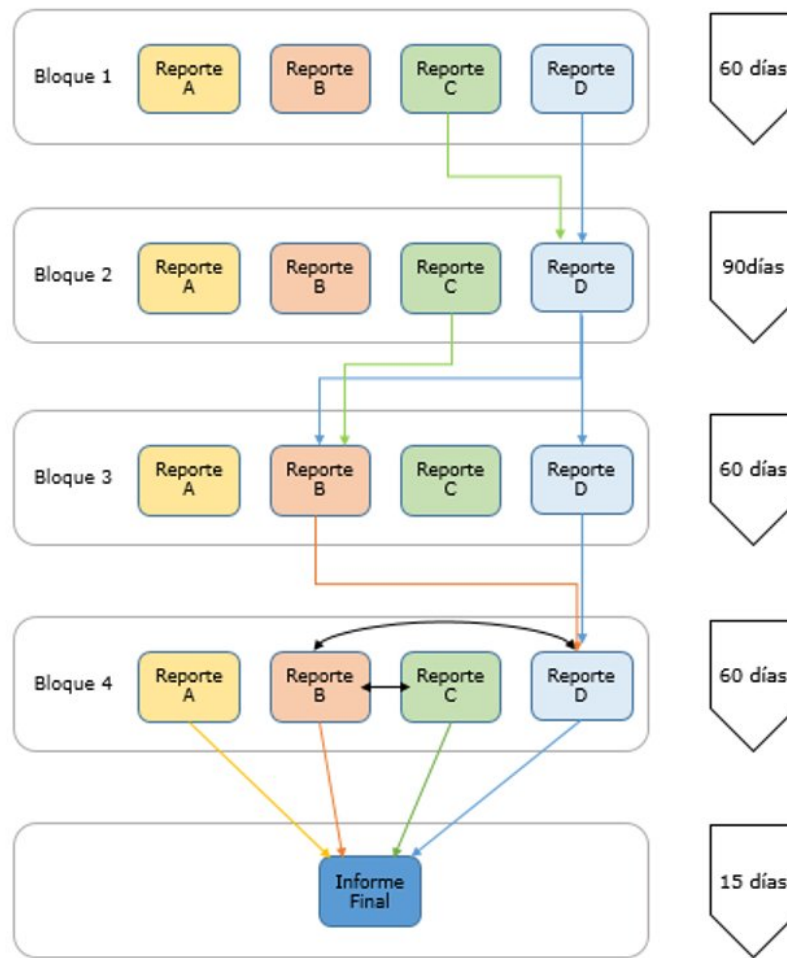 Bloque 1
Reporte
A
Reporte
B
Reporte
C
Reporte
D
60 días
Bloque 2
Reporte
A
Reporte
B
Reporte
C
Reporte
D
90días
Bloque 3
Reporte
A
Reporte
B
Reporte
C
Reporte
D
60 días
Bloque 4
Reporte
A
Reporte
B
Reporte
C
Reporte
D
60 días
Informe
Final
15 días